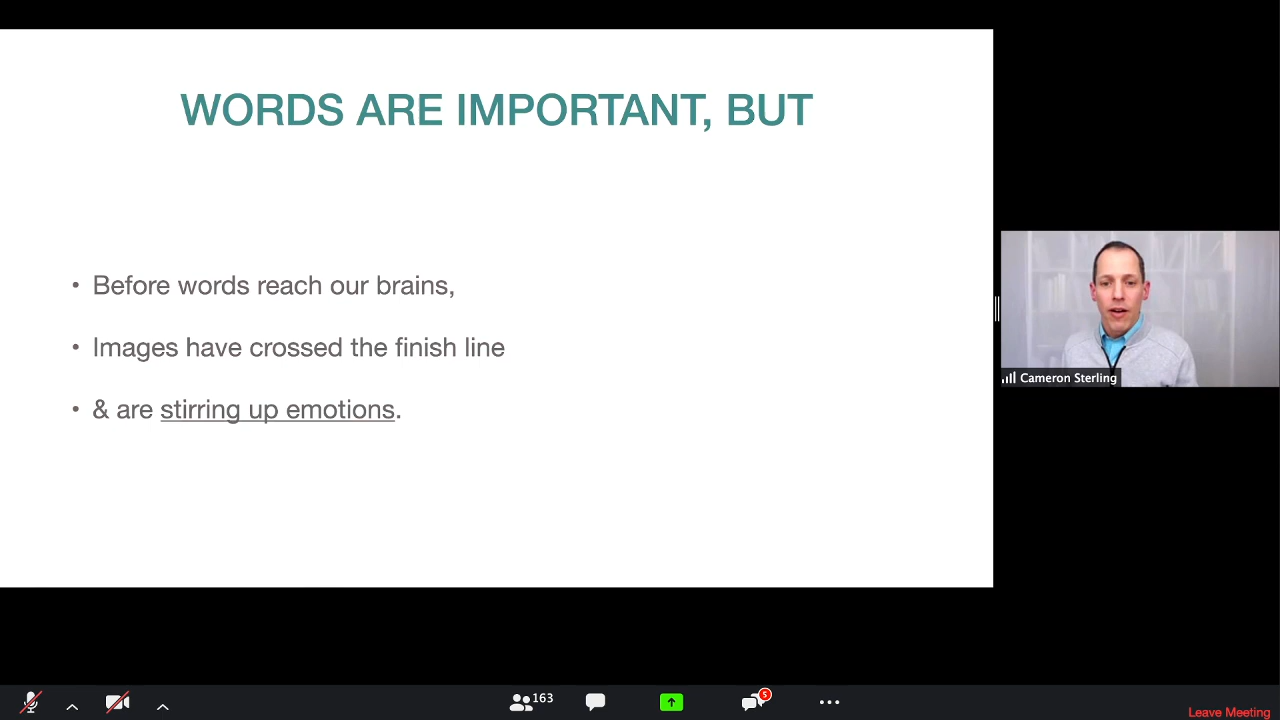 WORDS ARE IMPORTANT, BUT
• Before words reach our brains,
• Images have crossed the finish line
• & are stirring up emotions.
Cameron Sterling
163
5
Leave Meeting